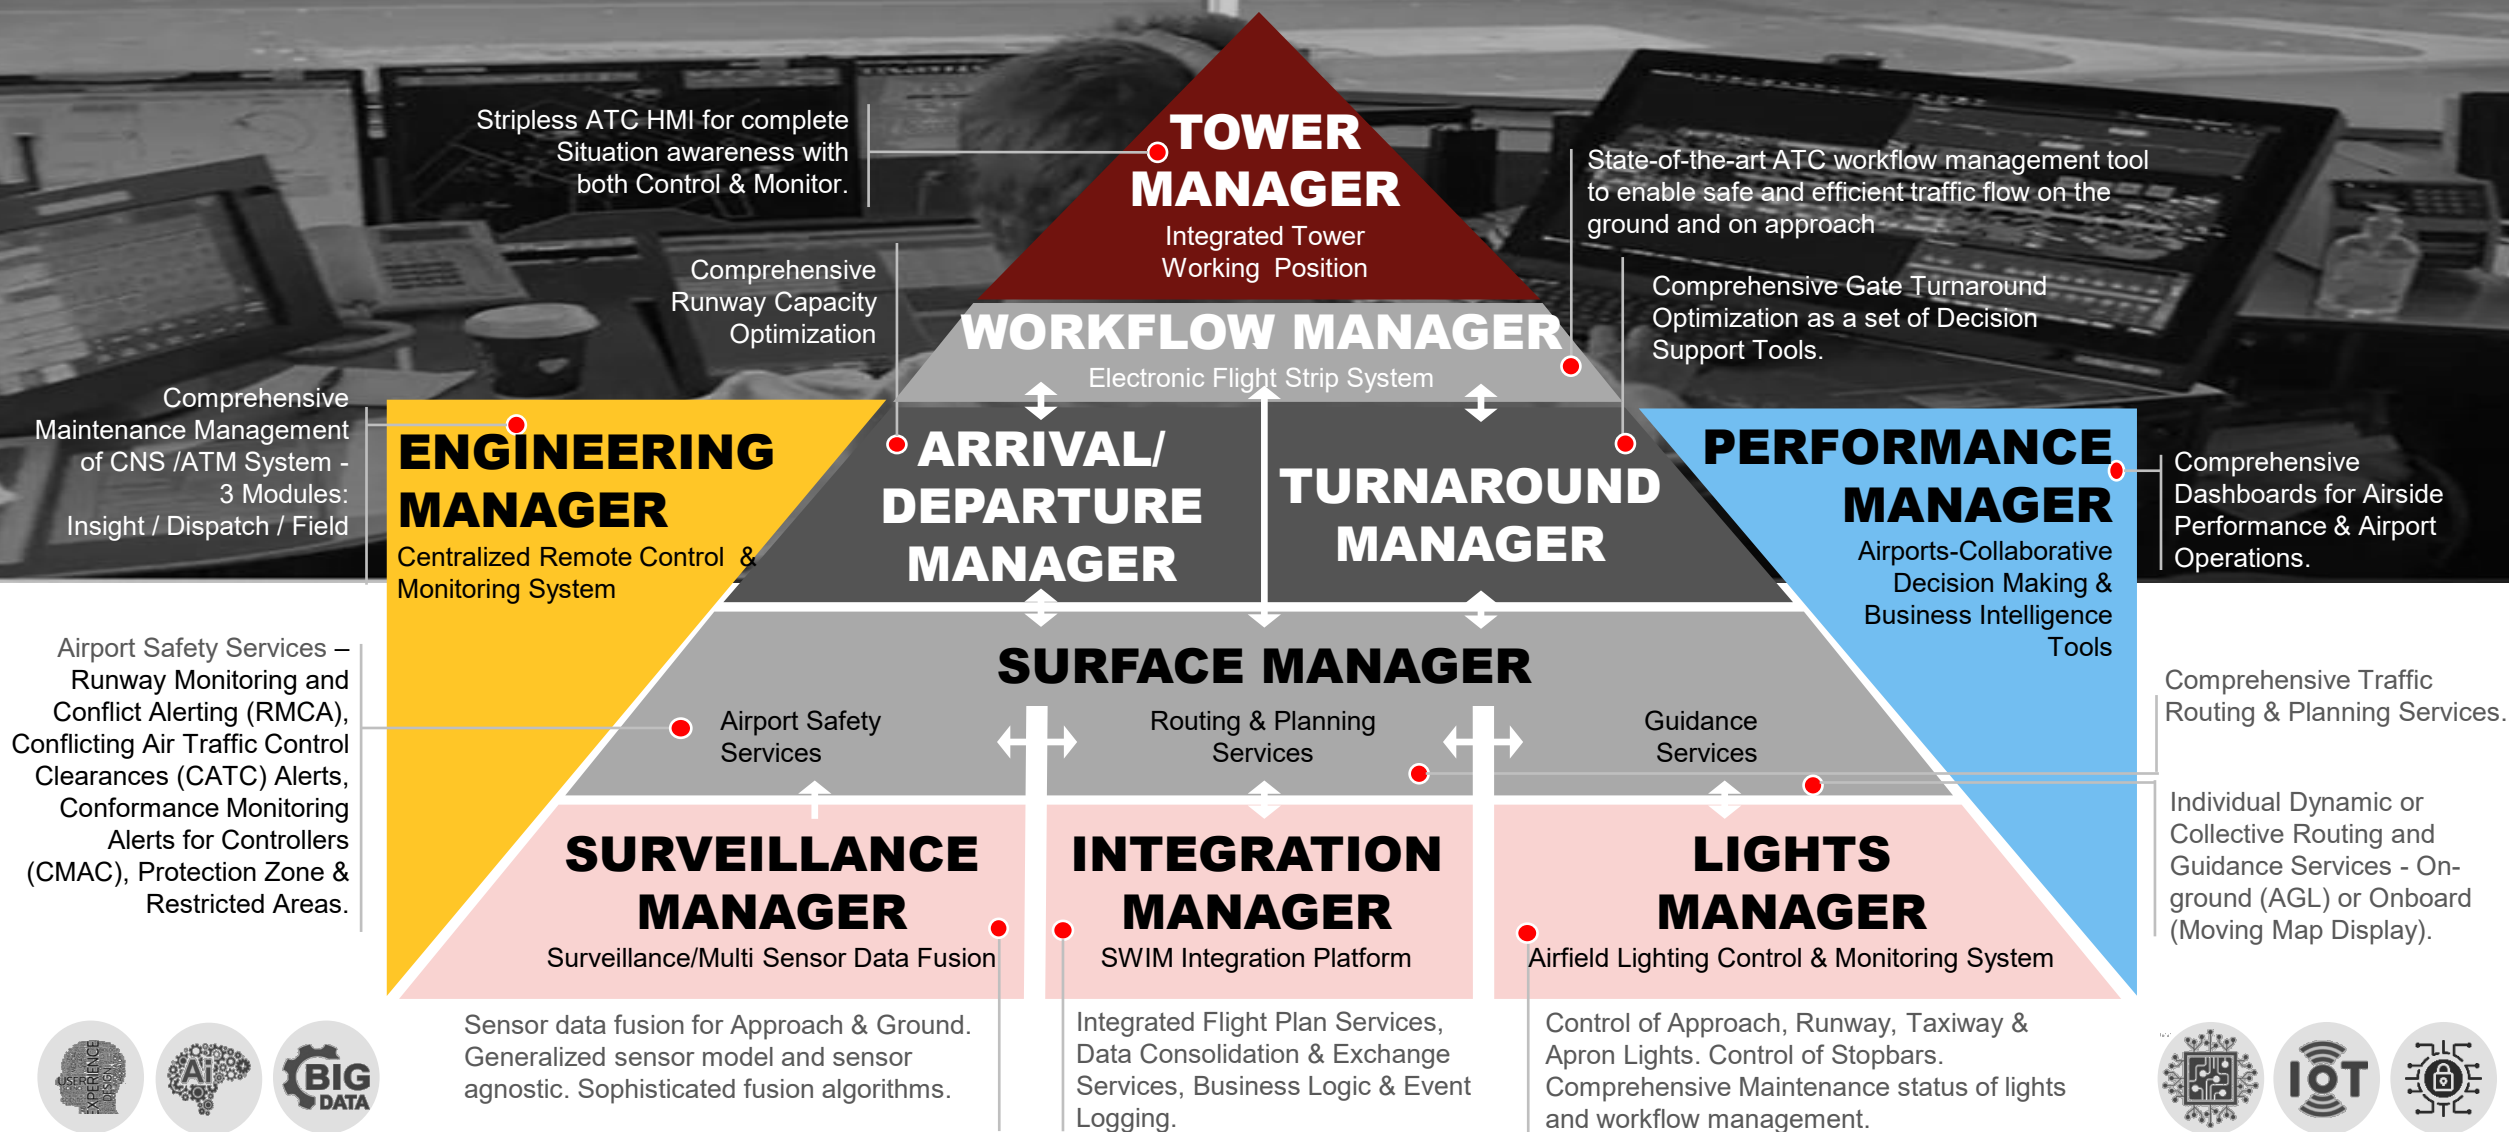 Stripless ATC HMI for complete
Situation awareness with
both Control & Monitor.
TOWER
MANAGER
Integrated Tower
Working Position
State-of-the-art ATC workflow management tool
to enable safe and efficient traffic flow on the
ground and on approach
Comprehensive
Runway Capacity
Optimization
WORKFLOW MANAGER
Electronic Flight Strip System
Comprehensive Gate Turnaround
Optimization as a set of Decision
Support Tools.
Comprehensive
Maintenance Management
of CNS /ATM System -
3 Modules:
Insight / Dispatch / Field
ENGINEERING
MANAGER
Centralized Remote Control &
Monitoring System
ARRIVAL/
DEPARTURE
MANAGER
TURNAROUND
MANAGER
PERFORMANCE
MANAGER
Airports-Collaborative
Decision Making &
Business Intelligence
Tools
Comprehensive
Dashboards for Airside
Performance & Airport
Operations.
Airport Safety Services –
Runway Monitoring and
Conflict Alerting (RMCA),
Conflicting Air Traffic Control
Clearances (CATC) Alerts,
Conformance Monitoring
Alerts for Controllers
(CMAC), Protection Zone &
Restricted Areas.
SURFACE MANAGER
Airport Safety
Services
Routing & Planning
Services
Guidance
Services
Comprehensive Traffic
Routing & Planning Services.
Individual Dynamic or
Collective Routing and
Guidance Services - On-
ground (AGL) or Onboard
(Moving Map Display).
SURVEILLANCE
MANAGER
Surveillance/Multi Sensor Data Fusion
INTEGRATION
MANAGER
SWIM Integration Platform
LIGHTS
MANAGER
Airfield Lighting Control & Monitoring System
Sensor data fusion for Approach & Ground.
Generalized sensor model and sensor
agnostic. Sophisticated fusion algorithms.
Integrated Flight Plan Services,
Data Consolidation & Exchange
Services, Business Logic & Event
Logging.
Control of Approach, Runway, Taxiway &
Apron Lights. Control of Stopbars.
Comprehensive Maintenance status of lights
and workflow management.
USER
EXPERIENCE
DESIGN
Ai
BIG
DATA
IOT